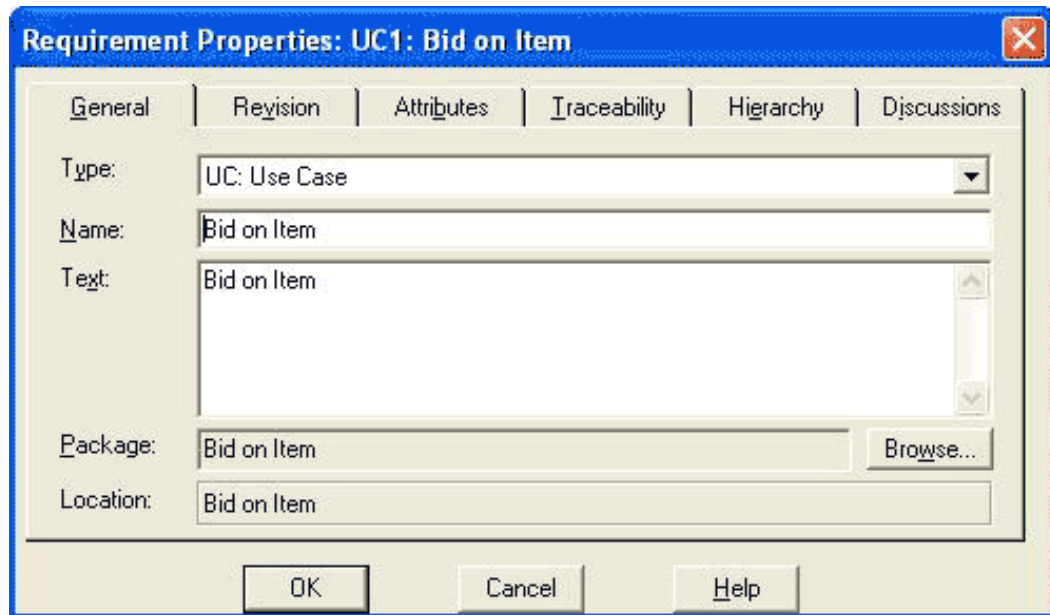 Requirement Properties: UC1: Bid on Item
General Revision Attributes Traceability Hierarchy Discussions
Type: UC: Use Case
Name: Bid on Item
Text: Bid on Item
Package: Bid on Item Browse...
Location: Bid on Item
OK Cancel Help